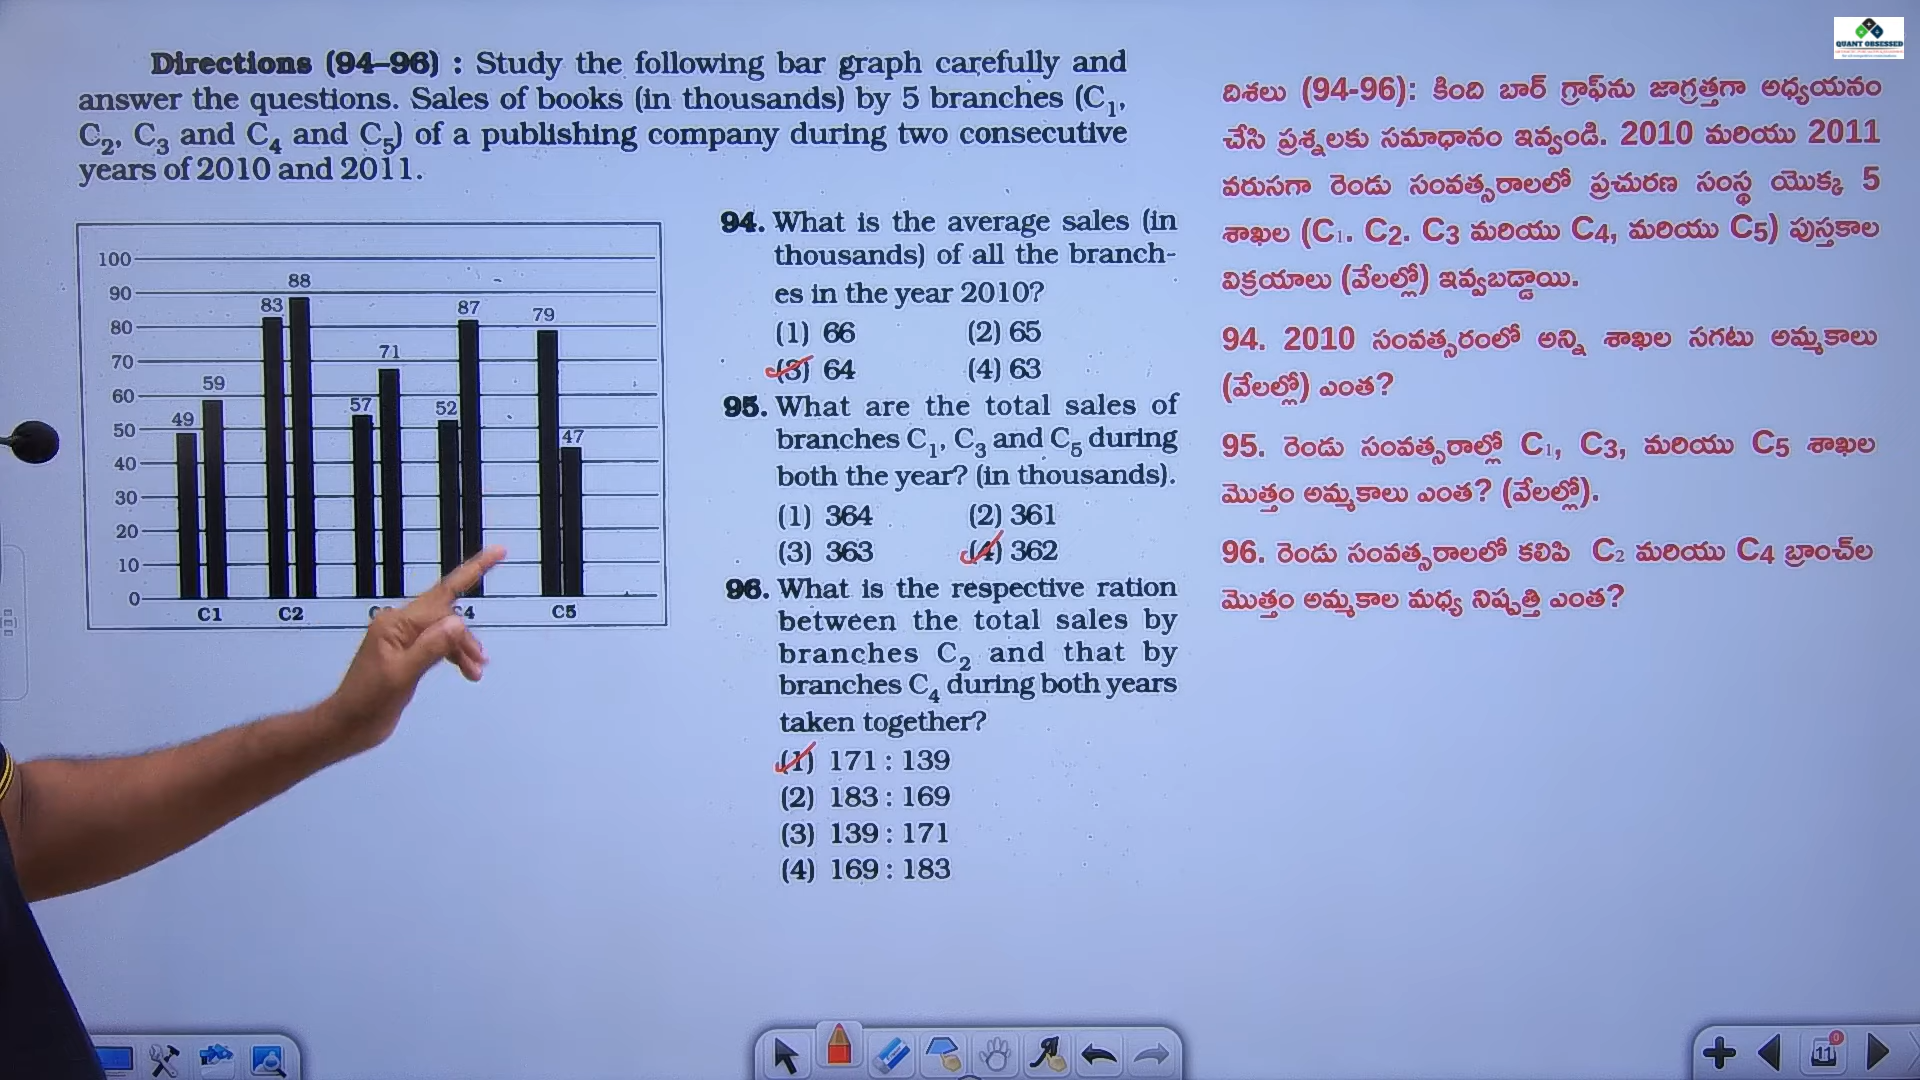 QUANT OBSESSED
Directions (94–96) : Study the following bar graph carefully and
answer the questions. Sales of books (in thousands) by 5 branches (C1,
C2, C3 and C4 and C5) of a publishing company during two consecutive
years of 2010 and 2011.
100
90
80
70
60
50
40
30
20
10
0
49
59
83
88
57
71
52
87
79
47
C1
C2
C5
94. What is the average sales (in
thousands) of all the branch-
es in the year 2010?
(1) 66 (2) 65
(3) 64 (4) 63
95. What are the total sales of
branches C1, C3 and C5 during
both the year? (in thousands).
(1) 364 (2) 361
(3) 363 (4) 362
96. What is the respective ration
between the total sales by
branches C2 and that by
branches C4 during both years
taken together?
(1) 171 : 139
(2) 183 : 169
(3) 139 : 171
(4) 169 : 183
దిశలు (94-96): కింది బార్ గ్రాఫ్‌ను జాగ్రత్తగా అధ్యయనం
చేసి ప్రశ్నలకు సమాధానం ఇవ్వండి. 2010 మరియు 2011
వరుసగా రెండు సంవత్సరాలలో ప్రచురణ సంస్థ యొక్క 5
శాఖల (C1. C2. C3 మరియు C4, మరియు C5) పుస్తకాల
విక్రయాలు (వేలల్లో) ఇవ్వబడ్డాయి.
94. 2010 సంవత్సరంలో అన్ని శాఖల సగటు అమ్మకాలు
(వేలల్లో) ఎంత?
95. రెండు సంవత్సరాల్లో C1, C3, మరియు C5 శాఖల
మొత్తం అమ్మకాలు ఎంత? (వేలల్లో).
96. రెండు సంవత్సరాలలో కలిపి C2 మరియు C4 బ్రాంచ్‌ల
మొత్తం అమ్మకాల మధ్య నిష్పత్తి ఎంత?
11
0